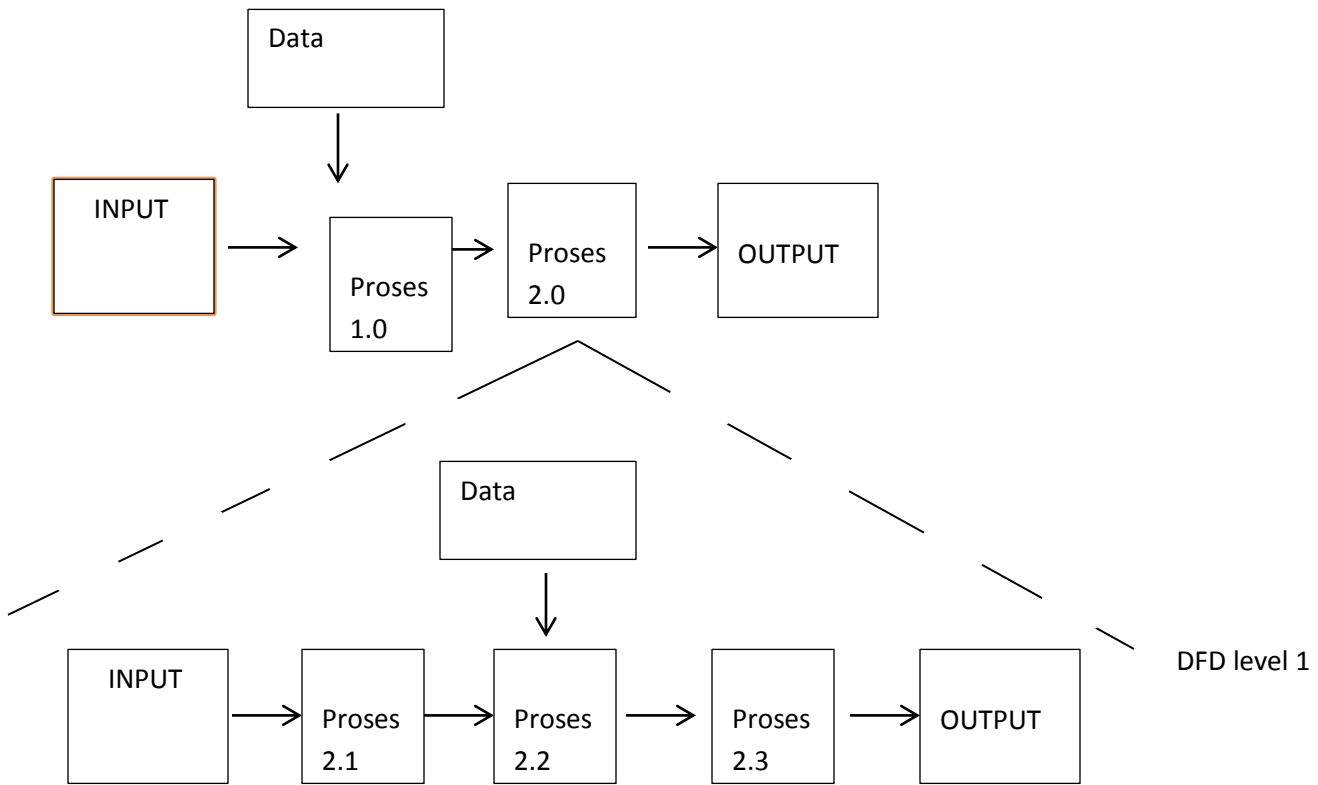 Data
INPUT
Proses
1.0
Proses
2.0
OUTPUT
Data
DFD level 1
INPUT
Proses
2.1
Proses
2.2
Proses
2.3
OUTPUT